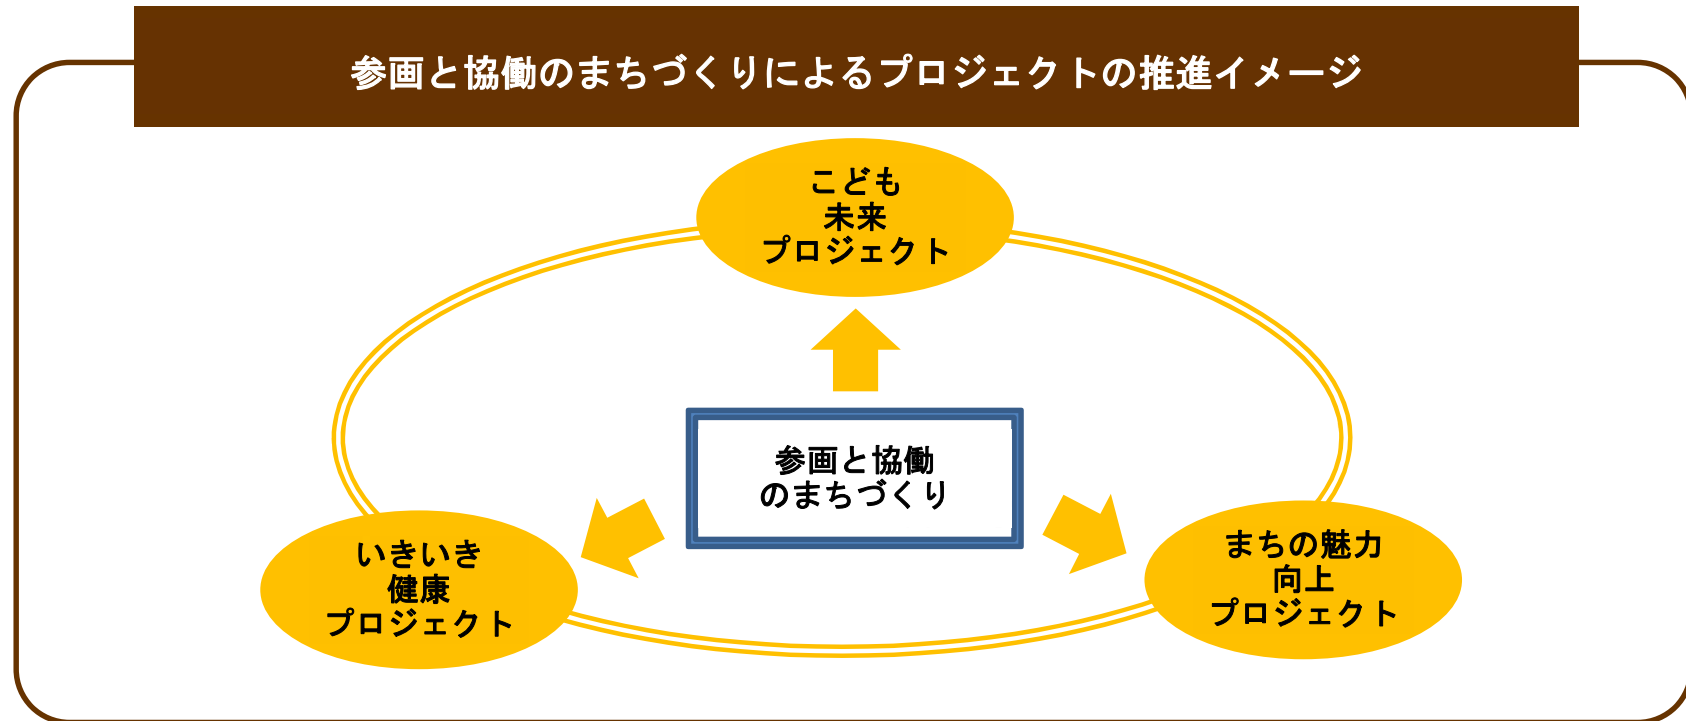 参画と協働のまちづくりによるプロジェクトの推進イメージ
こども
未来
プロジェクト
参画と協働
のまちづくり
いきいき
健康
プロジェクト
まちの魅力
向上
プロジェクト